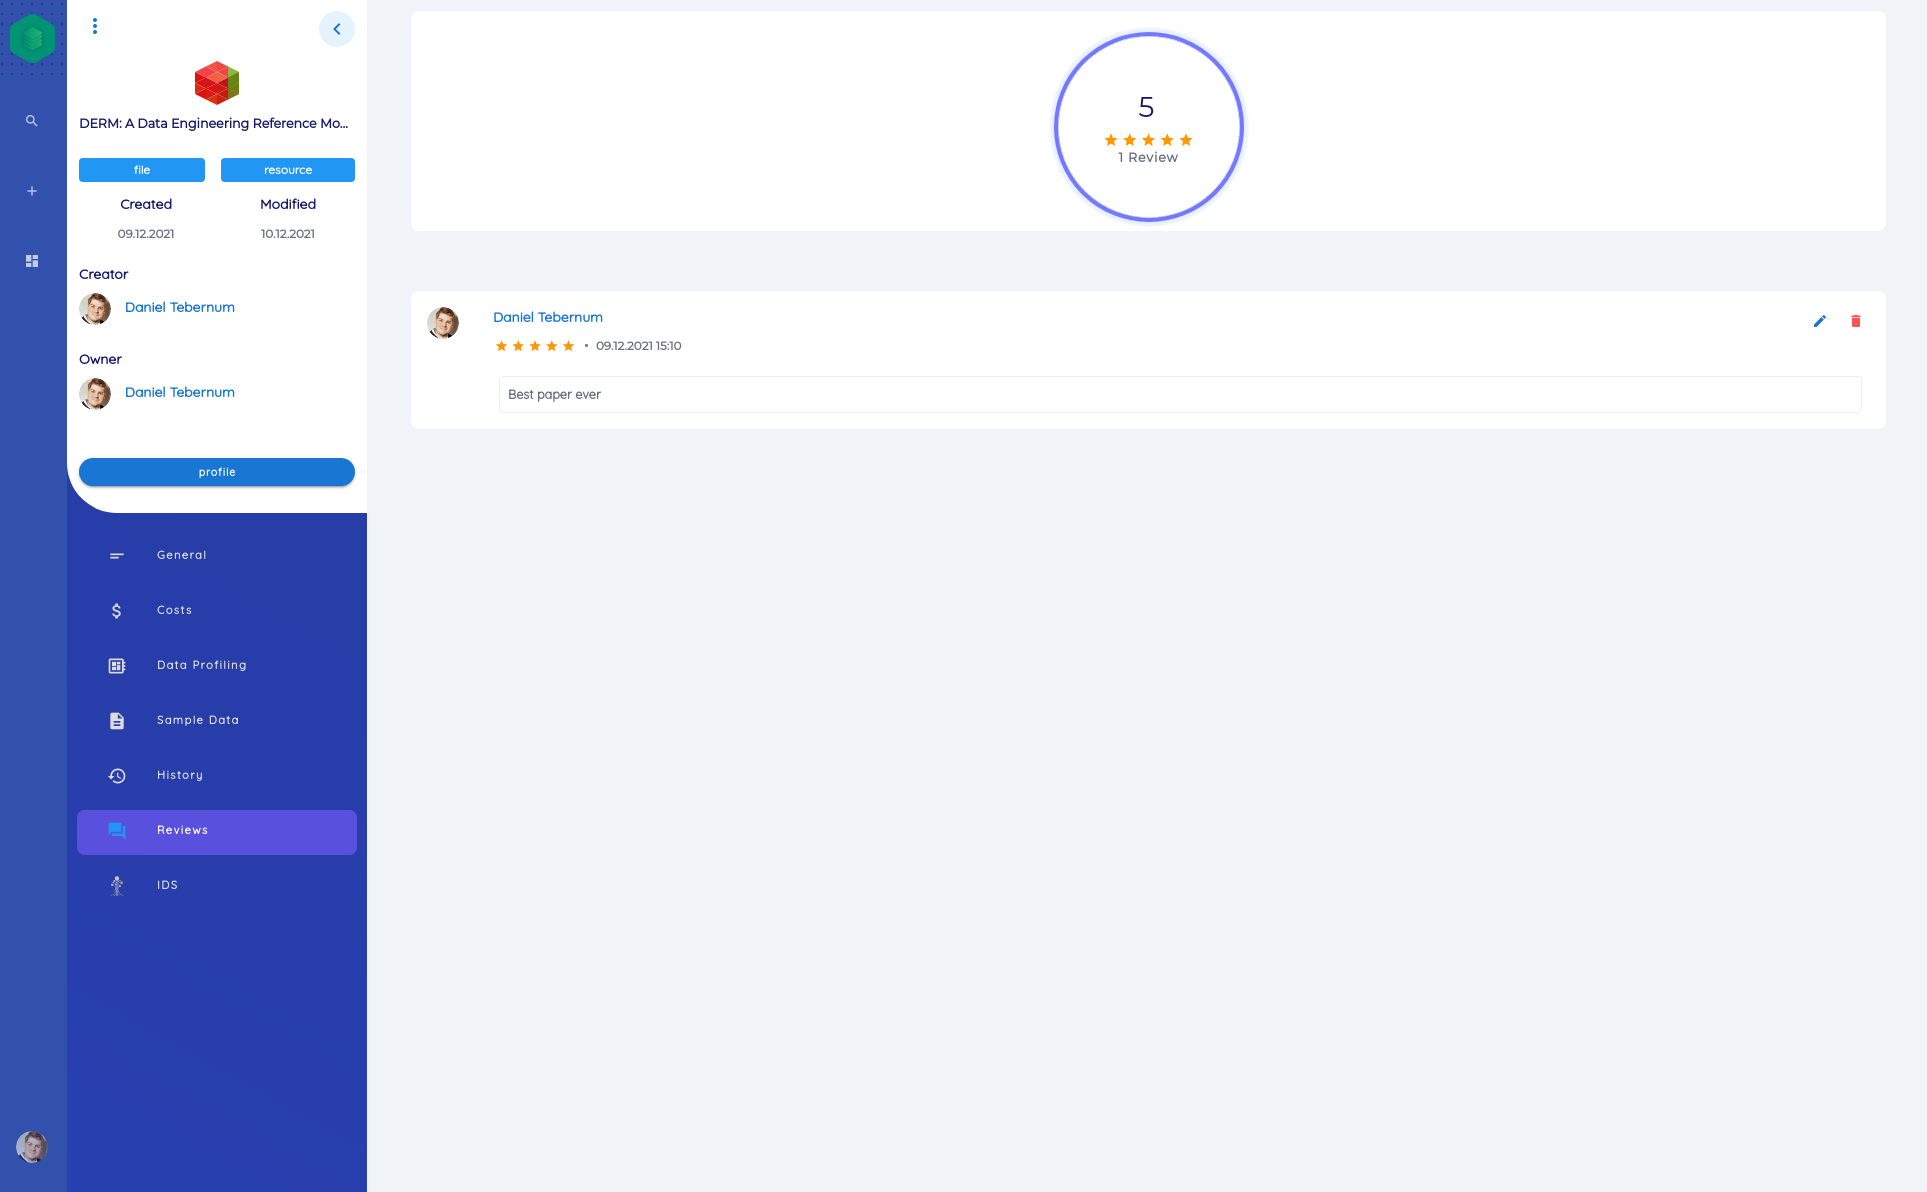 DERM: A Data Engineering Reference Mo...
file
resource
Created
Modified
09.12.2021
10.12.2021
Creator
Daniel Tebernum
Owner
Daniel Tebernum
profile
General
Costs
Data Profiling
Sample Data
History
Reviews
IDS
5
1 Review
Daniel Tebernum
• 09.12.2021 15:10
Best paper ever